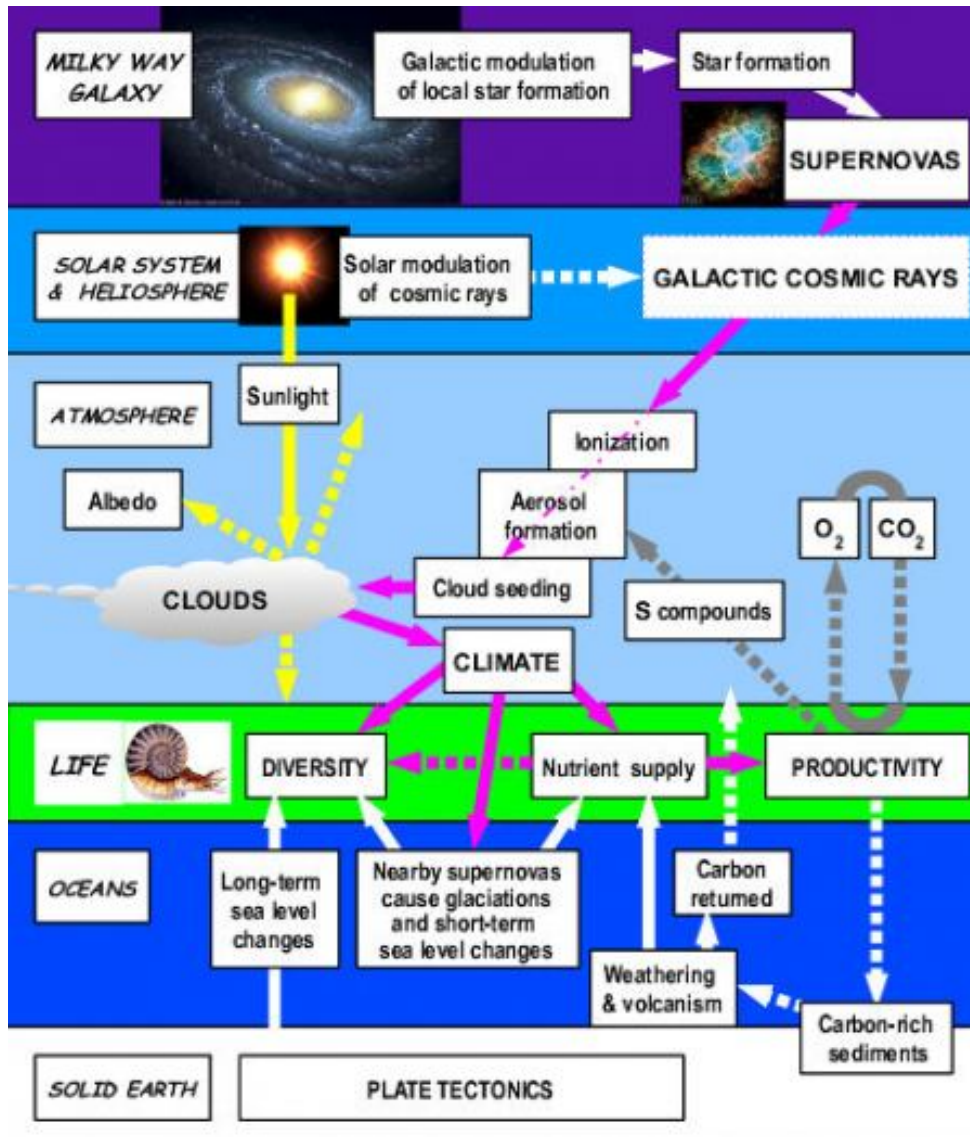 MILKY WAY
GALAXY
Galactic modulation
of local star formation
Star formation
SUPERNOVAS
SOLAR SYSTEM
& HELIOSPHERE
Solar modulation
of cosmic rays
GALACTIC COSMIC RAYS
ATMOSPHERE
Sunlight
Ionization
Albedo
Aerosol
formation
O2
CO2
CLOUDS
Cloud seeding
S compounds
CLIMATE
LIFE
DIVERSITY
Nutrient supply
PRODUCTIVITY
OCEANS
Long-term
sea level
changes
Nearby supernovas
cause glaciations
and short-term
sea level changes
Carbon
returned
Weathering
& volcanism
Carbon-rich
sediments
SOLID EARTH
PLATE TECTONICS